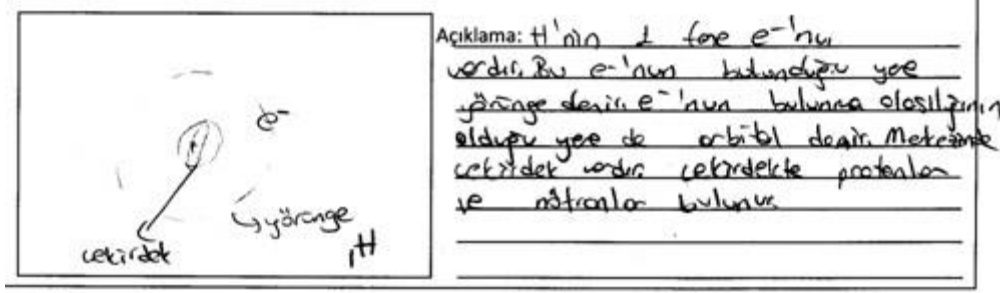 e-
yörünge
çekirdek
₁H
Açıklama: H'nin 1 tane e-'nu
vardır. Bu e-'nun bulunduğu yere
yörünge denir. e-'nun bulunma olasılığının
olduğu yere de orbital denir. Merkezinde
çekirdek vardır. Çekirdekte protonlar
ve nötronlar bulunur.